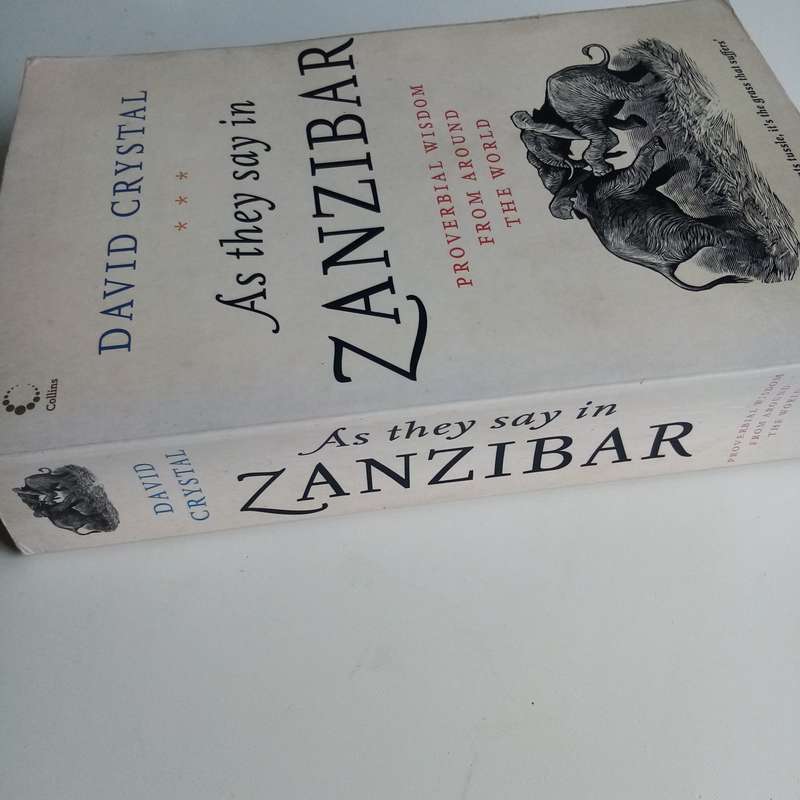 DAVID CRYSTAL
* * *
As they say in
ZANZIBAR
PROVERBIAL WISDOM
FROM AROUND
THE WORLD
tussle, it's the grass that suffers'
Collins
DAVID
CRYSTAL
As they say in
ZANZIBAR
PROVERBIAL WISDOM
FROM AROUND
THE WORLD